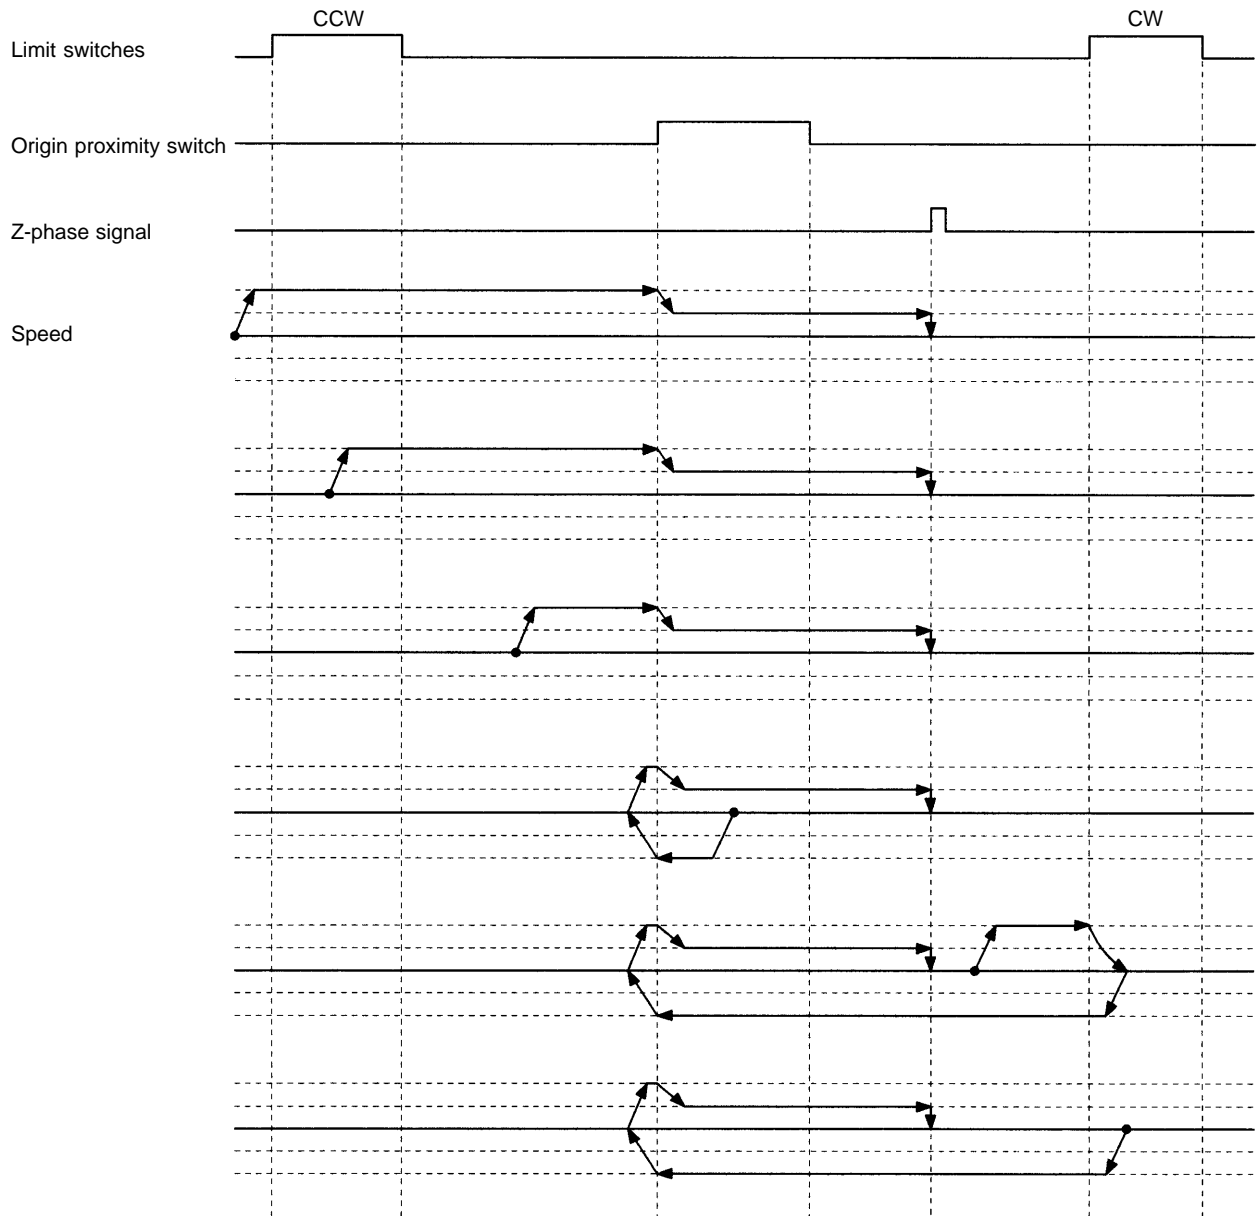 CCW
CW
Limit switches
Origin proximity switch
Z-phase signal
Speed